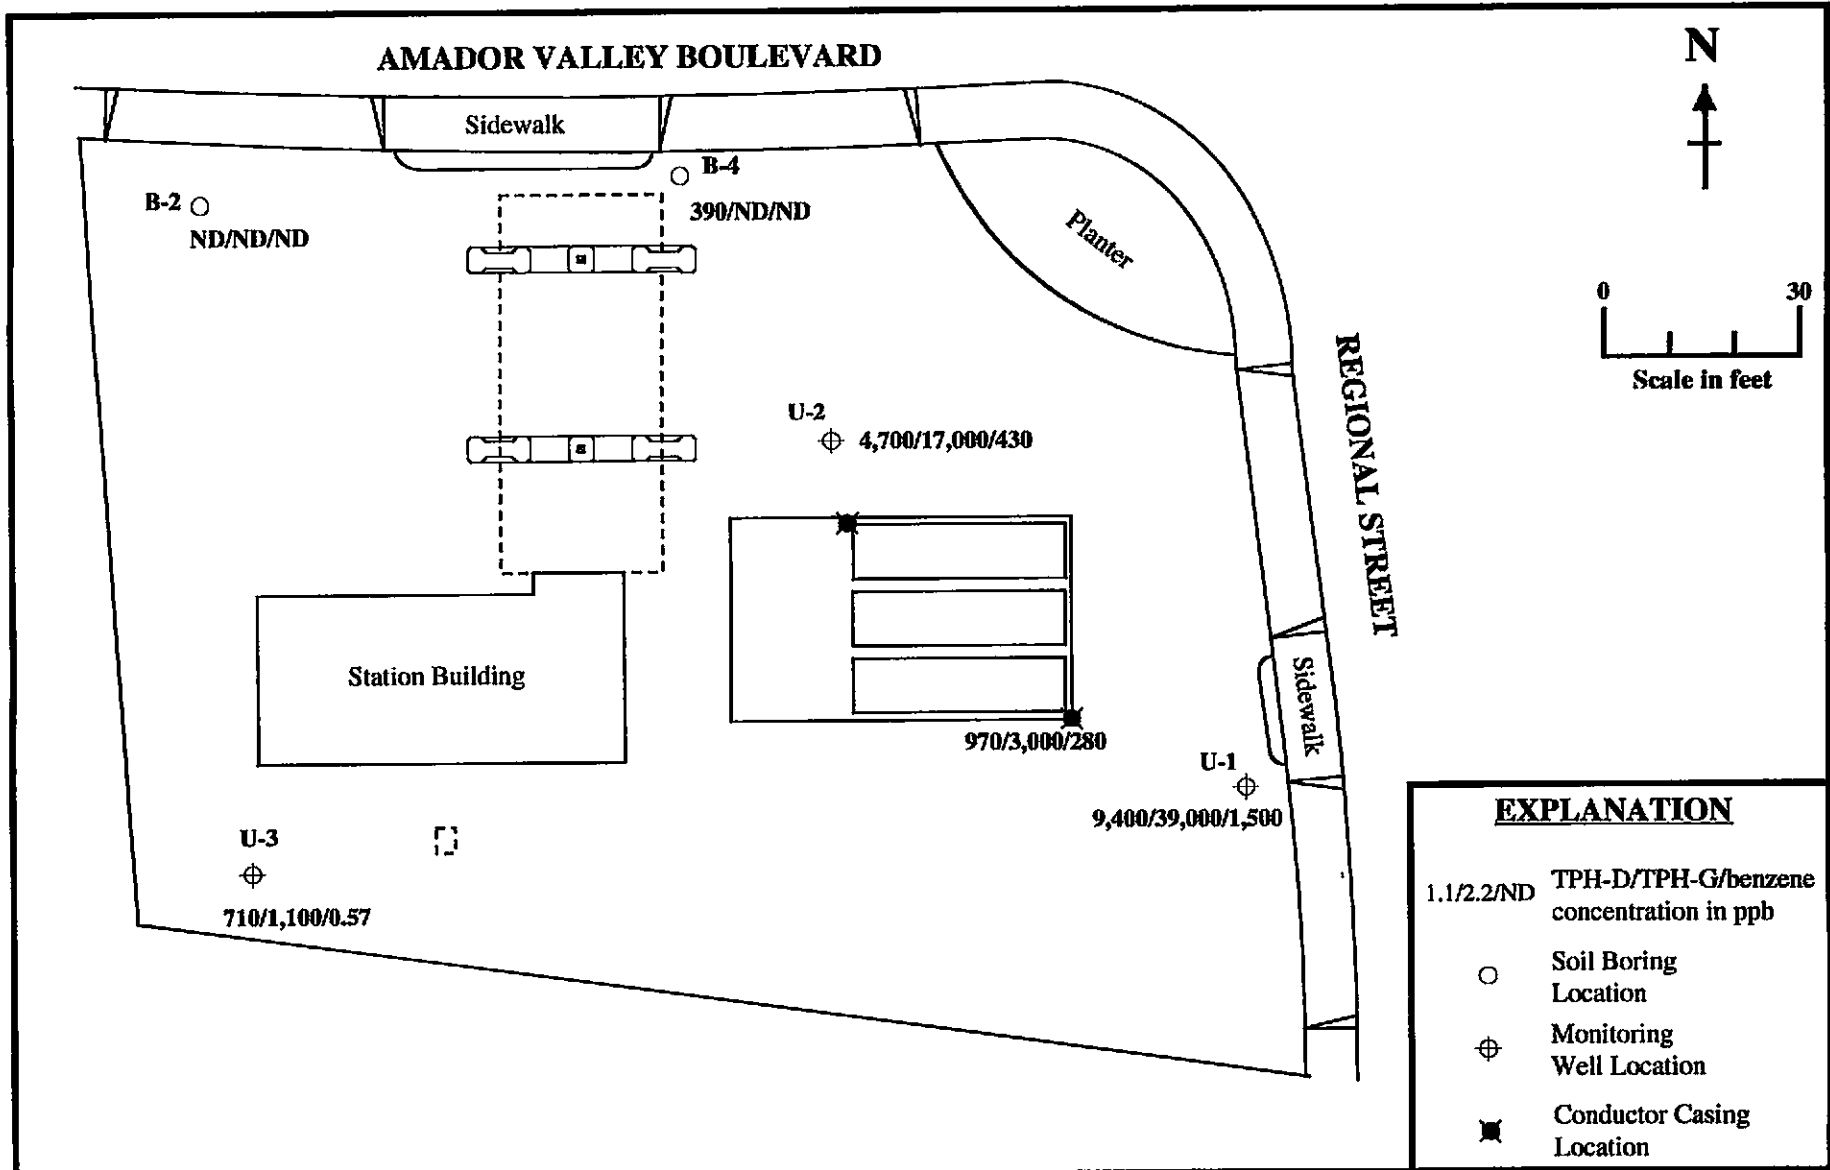 AMADOR VALLEY BOULEVARD
N
Sidewalk
B-4
390/ND/ND
B-2
ND/ND/ND
Planter
0 30
Scale in feet
REGIONAL STREET
U-2
4,700/17,000/430
Station Building
Sidewalk
970/3,000/280
U-1
9,400/39,000/1,500
U-3
710/1,100/0.57
EXPLANATION
1.1/2.2/ND TPH-D/TPH-G/benzene
concentration in ppb
Soil Boring
Location
Monitoring
Well Location
Conductor Casing
Location